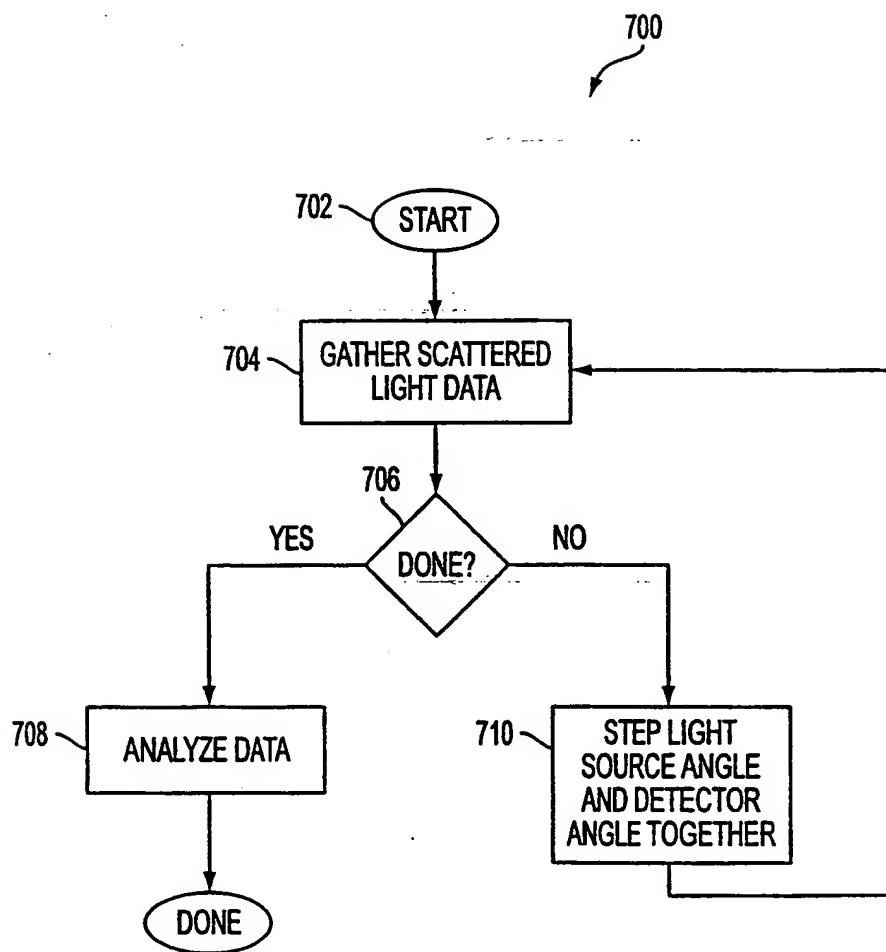 700
702
START
704
GATHER SCATTERED
LIGHT DATA
706
YES
DONE?
NO
708
ANALYZE DATA
710
STEP LIGHT
SOURCE ANGLE
AND DETECTOR
ANGLE TOGETHER
DONE